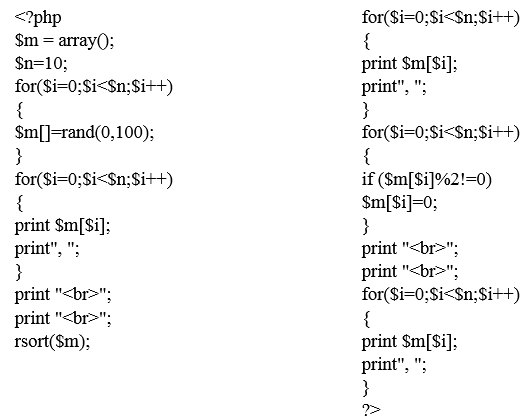 <?php
$m = array();
$n=10;
for($i=0;$i<$n;$i++)
{
$m[]=rand(0,100);
}
for($i=0;$i<$n;$i++)
{
print $m[$i];
print", ";
}
print "<br>";
print "<br>";
rsort($m);
for($i=0;$i<$n;$i++)
{
print $m[$i];
print", ";
}
for($i=0;$i<$n;$i++)
{
if ($m[$i]%2!=0)
$m[$i]=0;
}
print "<br>";
print "<br>";
for($i=0;$i<$n;$i++)
{
print $m[$i];
print", ";
}
?>